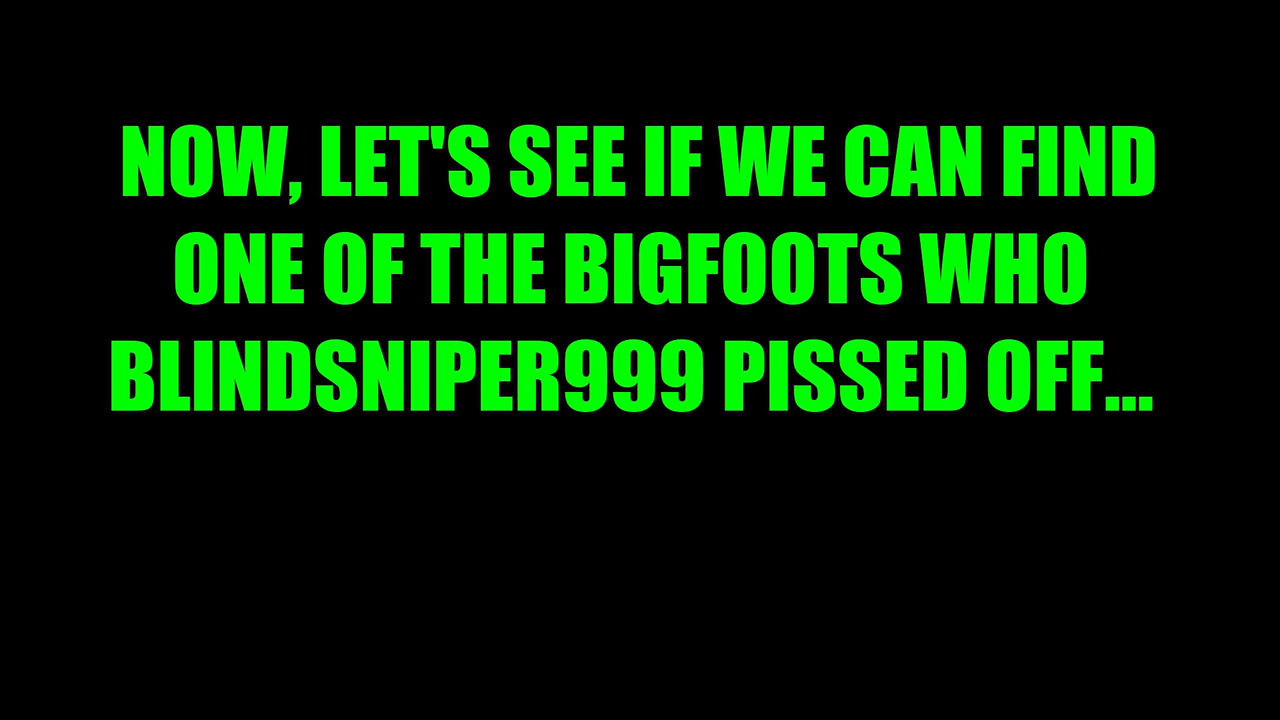 NOW, LET'S SEE IF WE CAN FIND
ONE OF THE BIGFOOTS WHO
BLINDSNIPER999 PISSED OFF...